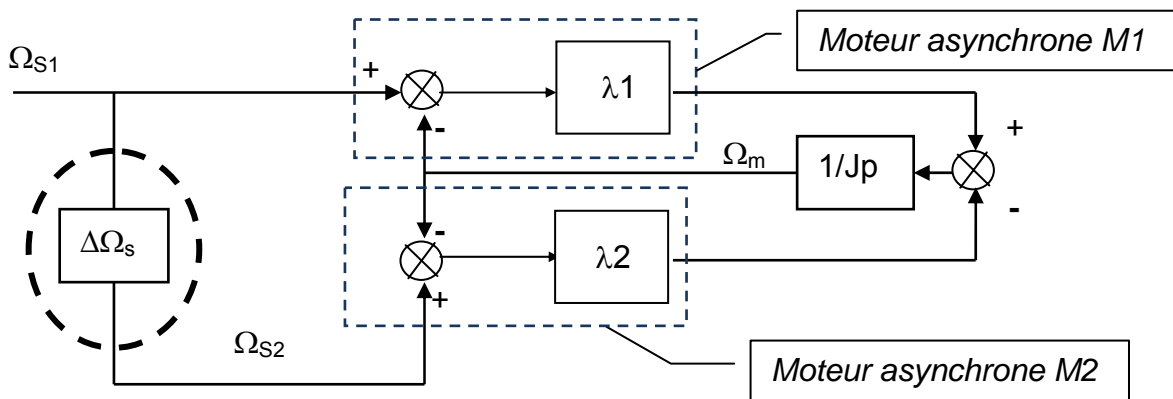 Ω_S1
+
-
λ1
Moteur asynchrone M1
+
Ω_m
1/Jp
-
ΔΩ_s
-
+
λ2
Ω_S2
Moteur asynchrone M2